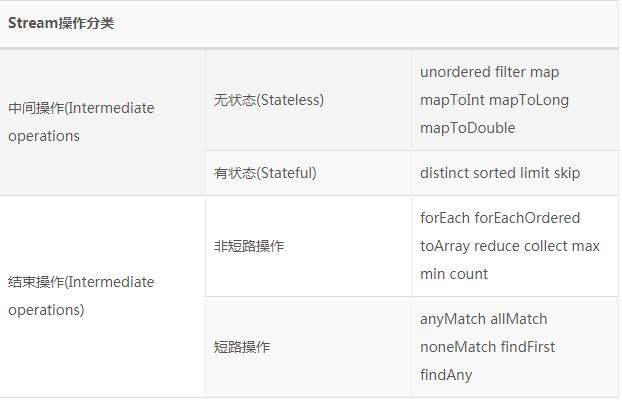 Stream操作分类
中间操作(Intermediate
operations
无状态(Stateless)
unordered filter map
mapToInt mapToLong
mapToDouble
有状态(Stateful)
distinct sorted limit skip
结束操作(Intermediate
operations)
非短路操作
forEach forEachOrdered
toArray reduce collect max
min count
短路操作
anyMatch allMatch
noneMatch findFirst
findAny